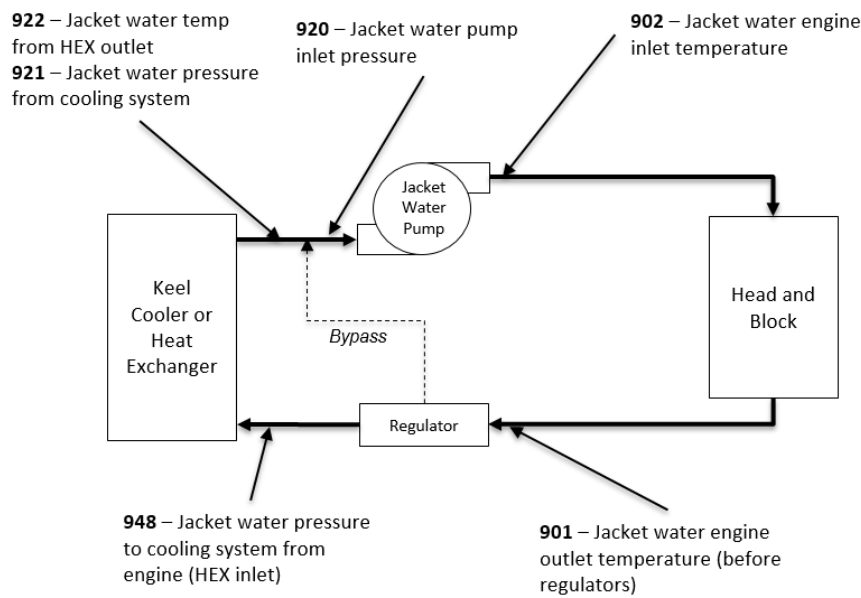 922 – Jacket water temp
from HEX outlet
921 – Jacket water pressure
from cooling system
920 – Jacket water pump
inlet pressure
902 – Jacket water engine
inlet temperature
Jacket
Water
Pump
Keel
Cooler or
Heat
Exchanger
Head and
Block
Bypass
Regulator
948 – Jacket water pressure
to cooling system from
engine (HEX inlet)
901 – Jacket water engine
outlet temperature (before
regulators)